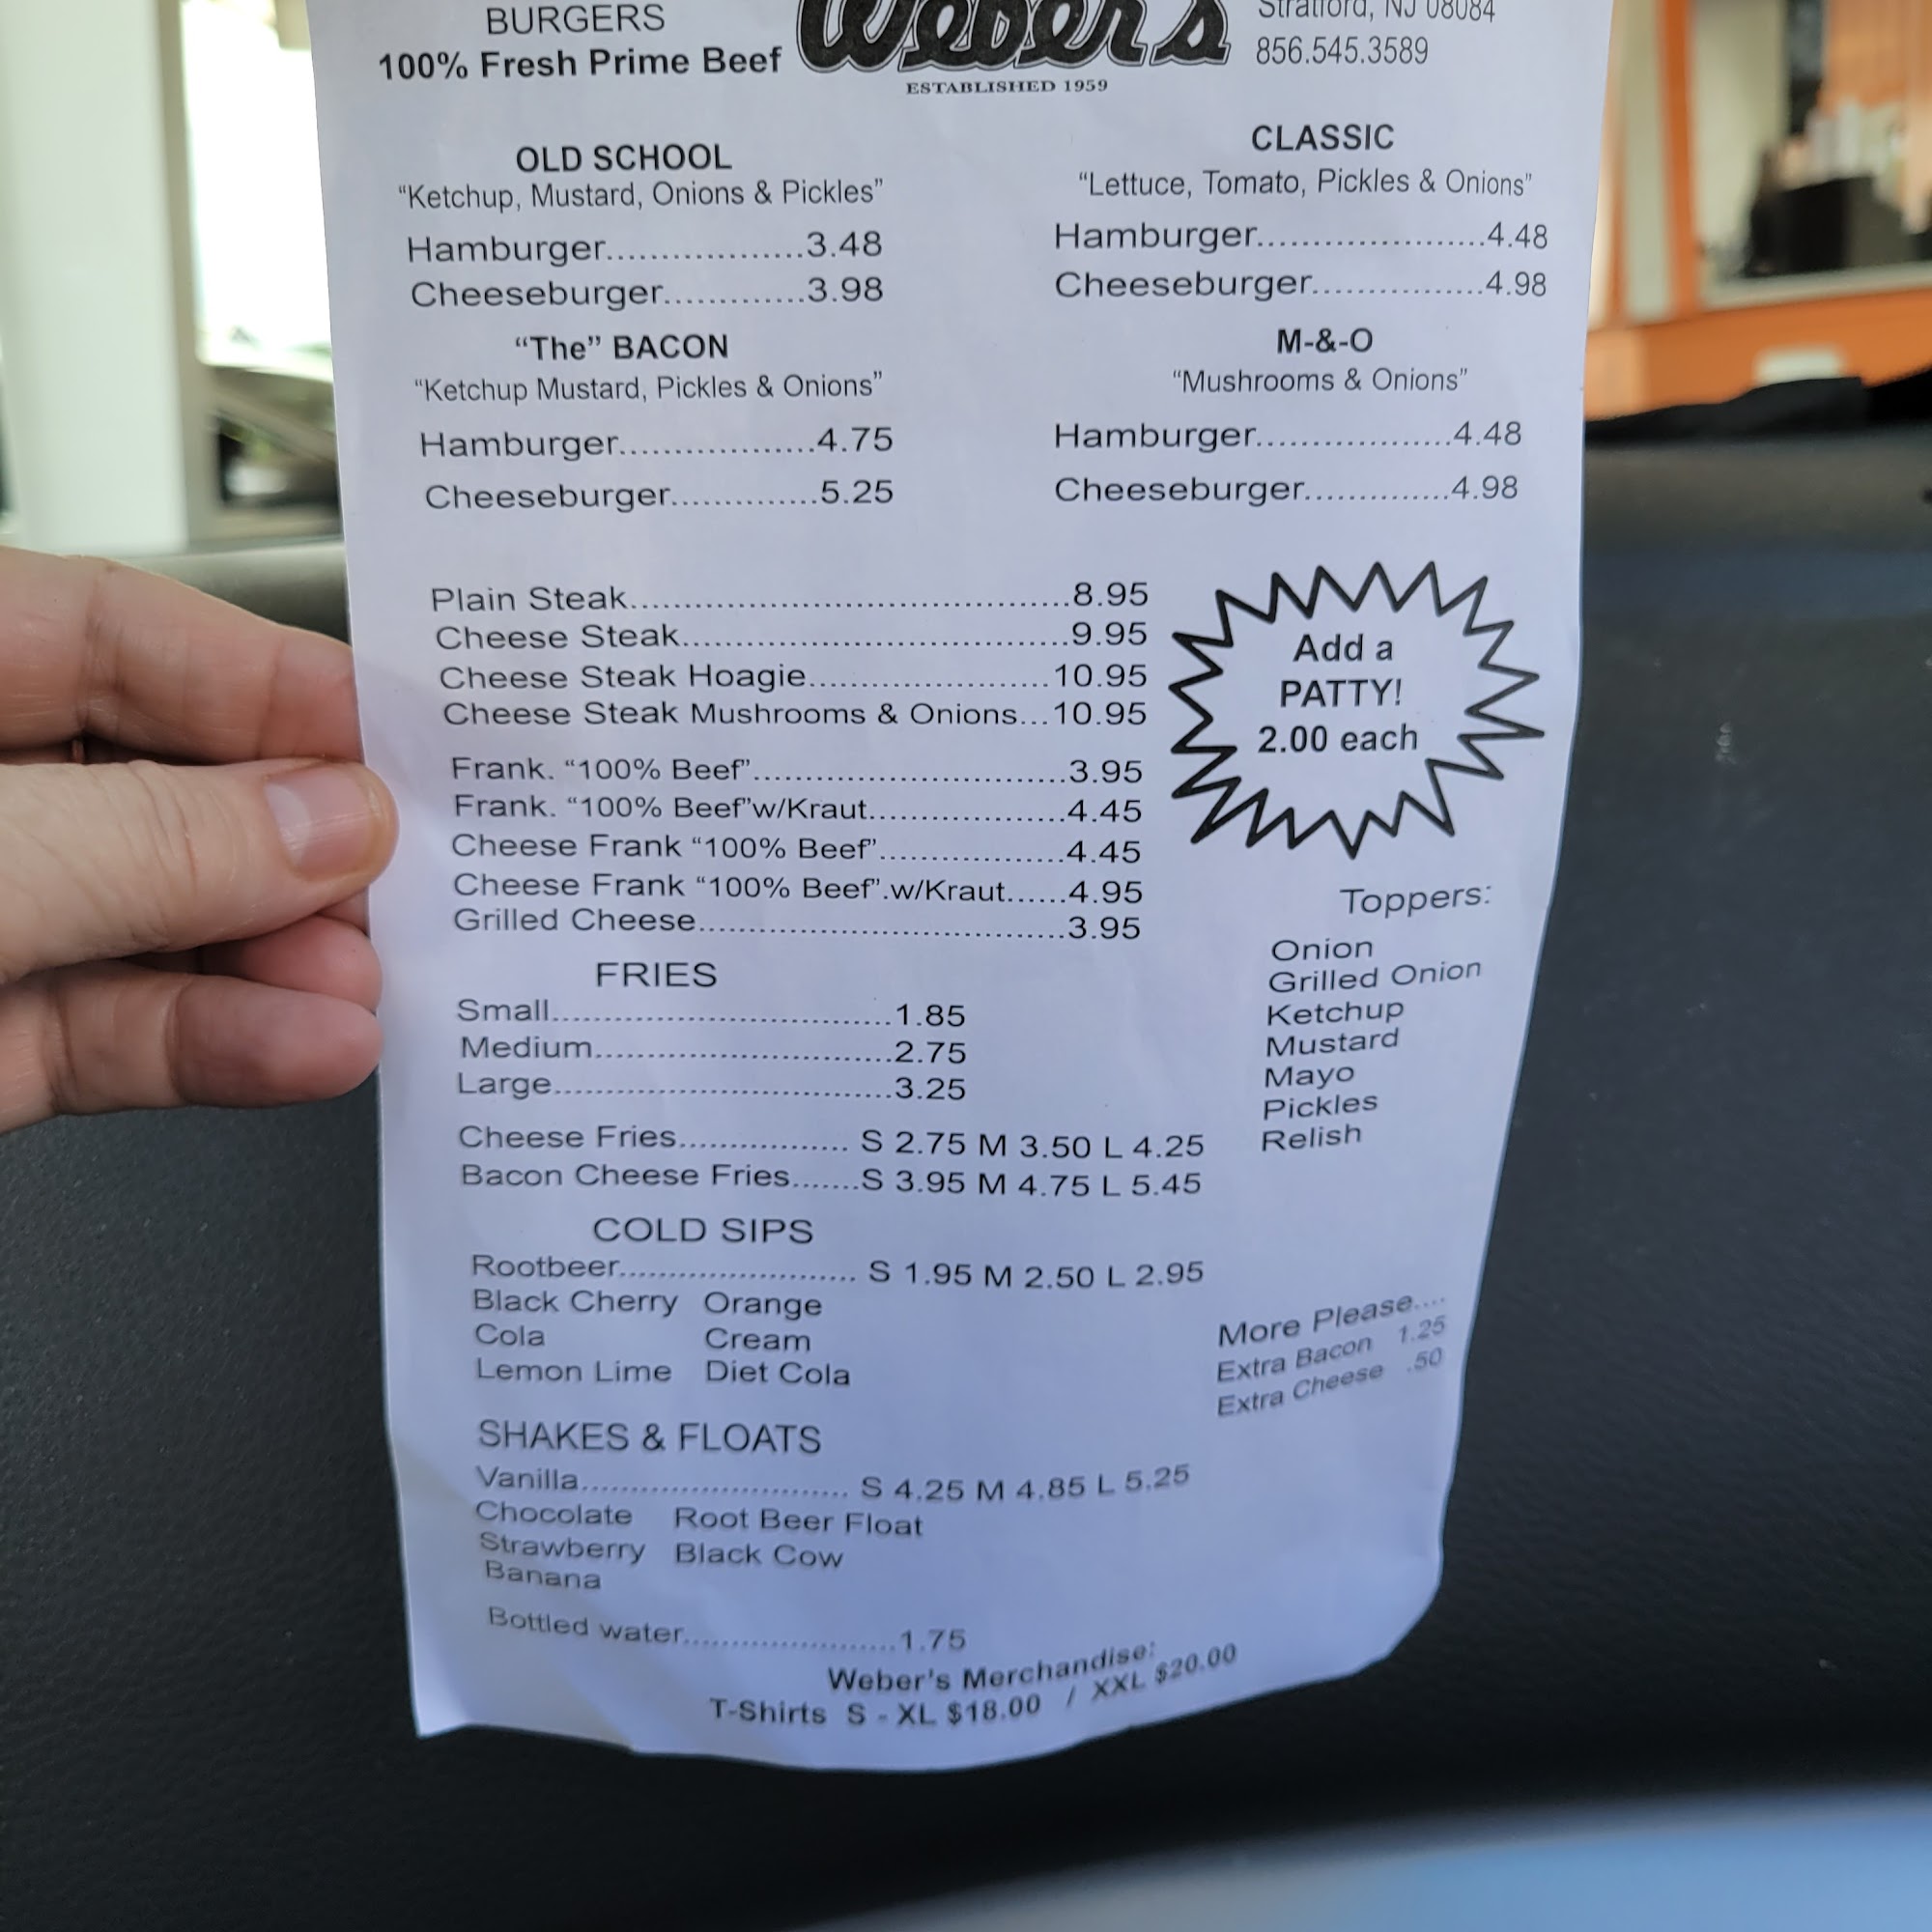 BURGERS
100% Fresh Prime Beef
Weber's
ESTABLISHED 1959
Stratford, NJ 08084
856.545.3589
OLD SCHOOL
“Ketchup, Mustard, Onions & Pickles”
Hamburger...................3.48
Cheeseburger.............3.98
CLASSIC
“Lettuce, Tomato, Pickles & Onions”
Hamburger.....................4.48
Cheeseburger................4.98
“The” BACON
“Ketchup Mustard, Pickles & Onions”
Hamburger..................4.75
Cheeseburger..............5.25
M-&-O
“Mushrooms & Onions”
Hamburger..................4.48
Cheeseburger..............4.98
Plain Steak..........................................8.95
Cheese Steak.....................................9.95
Cheese Steak Hoagie.......................10.95
Cheese Steak Mushrooms & Onions...10.95
Frank. “100% Beef”..............................3.95
Frank. “100% Beef”w/Kraut...................4.45
Cheese Frank “100% Beef”..................4.45
Cheese Frank “100% Beef”.w/Kraut......4.95
Grilled Cheese...................................3.95
Add a
PATTY!
2.00 each
Toppers:
Onion
Grilled Onion
Ketchup
Mustard
Mayo
Pickles
Relish
FRIES
Small.................................1.85
Medium.............................2.75
Large.................................3.25
Cheese Fries................. S 2.75 M 3.50 L 4.25
Bacon Cheese Fries.......S 3.95 M 4.75 L 5.45
COLD SIPS
Rootbeer........................ S 1.95 M 2.50 L 2.95
Black Cherry Orange
Cola Cream
Lemon Lime Diet Cola
More Please....
Extra Bacon 1.25
Extra Cheese .50
SHAKES & FLOATS
Vanilla........................... S 4.25 M 4.85 L 5.25
Chocolate Root Beer Float
Strawberry Black Cow
Banana
Bottled water......................1.75
Weber's Merchandise:
T-Shirts S - XL $18.00 / XXL $20.00